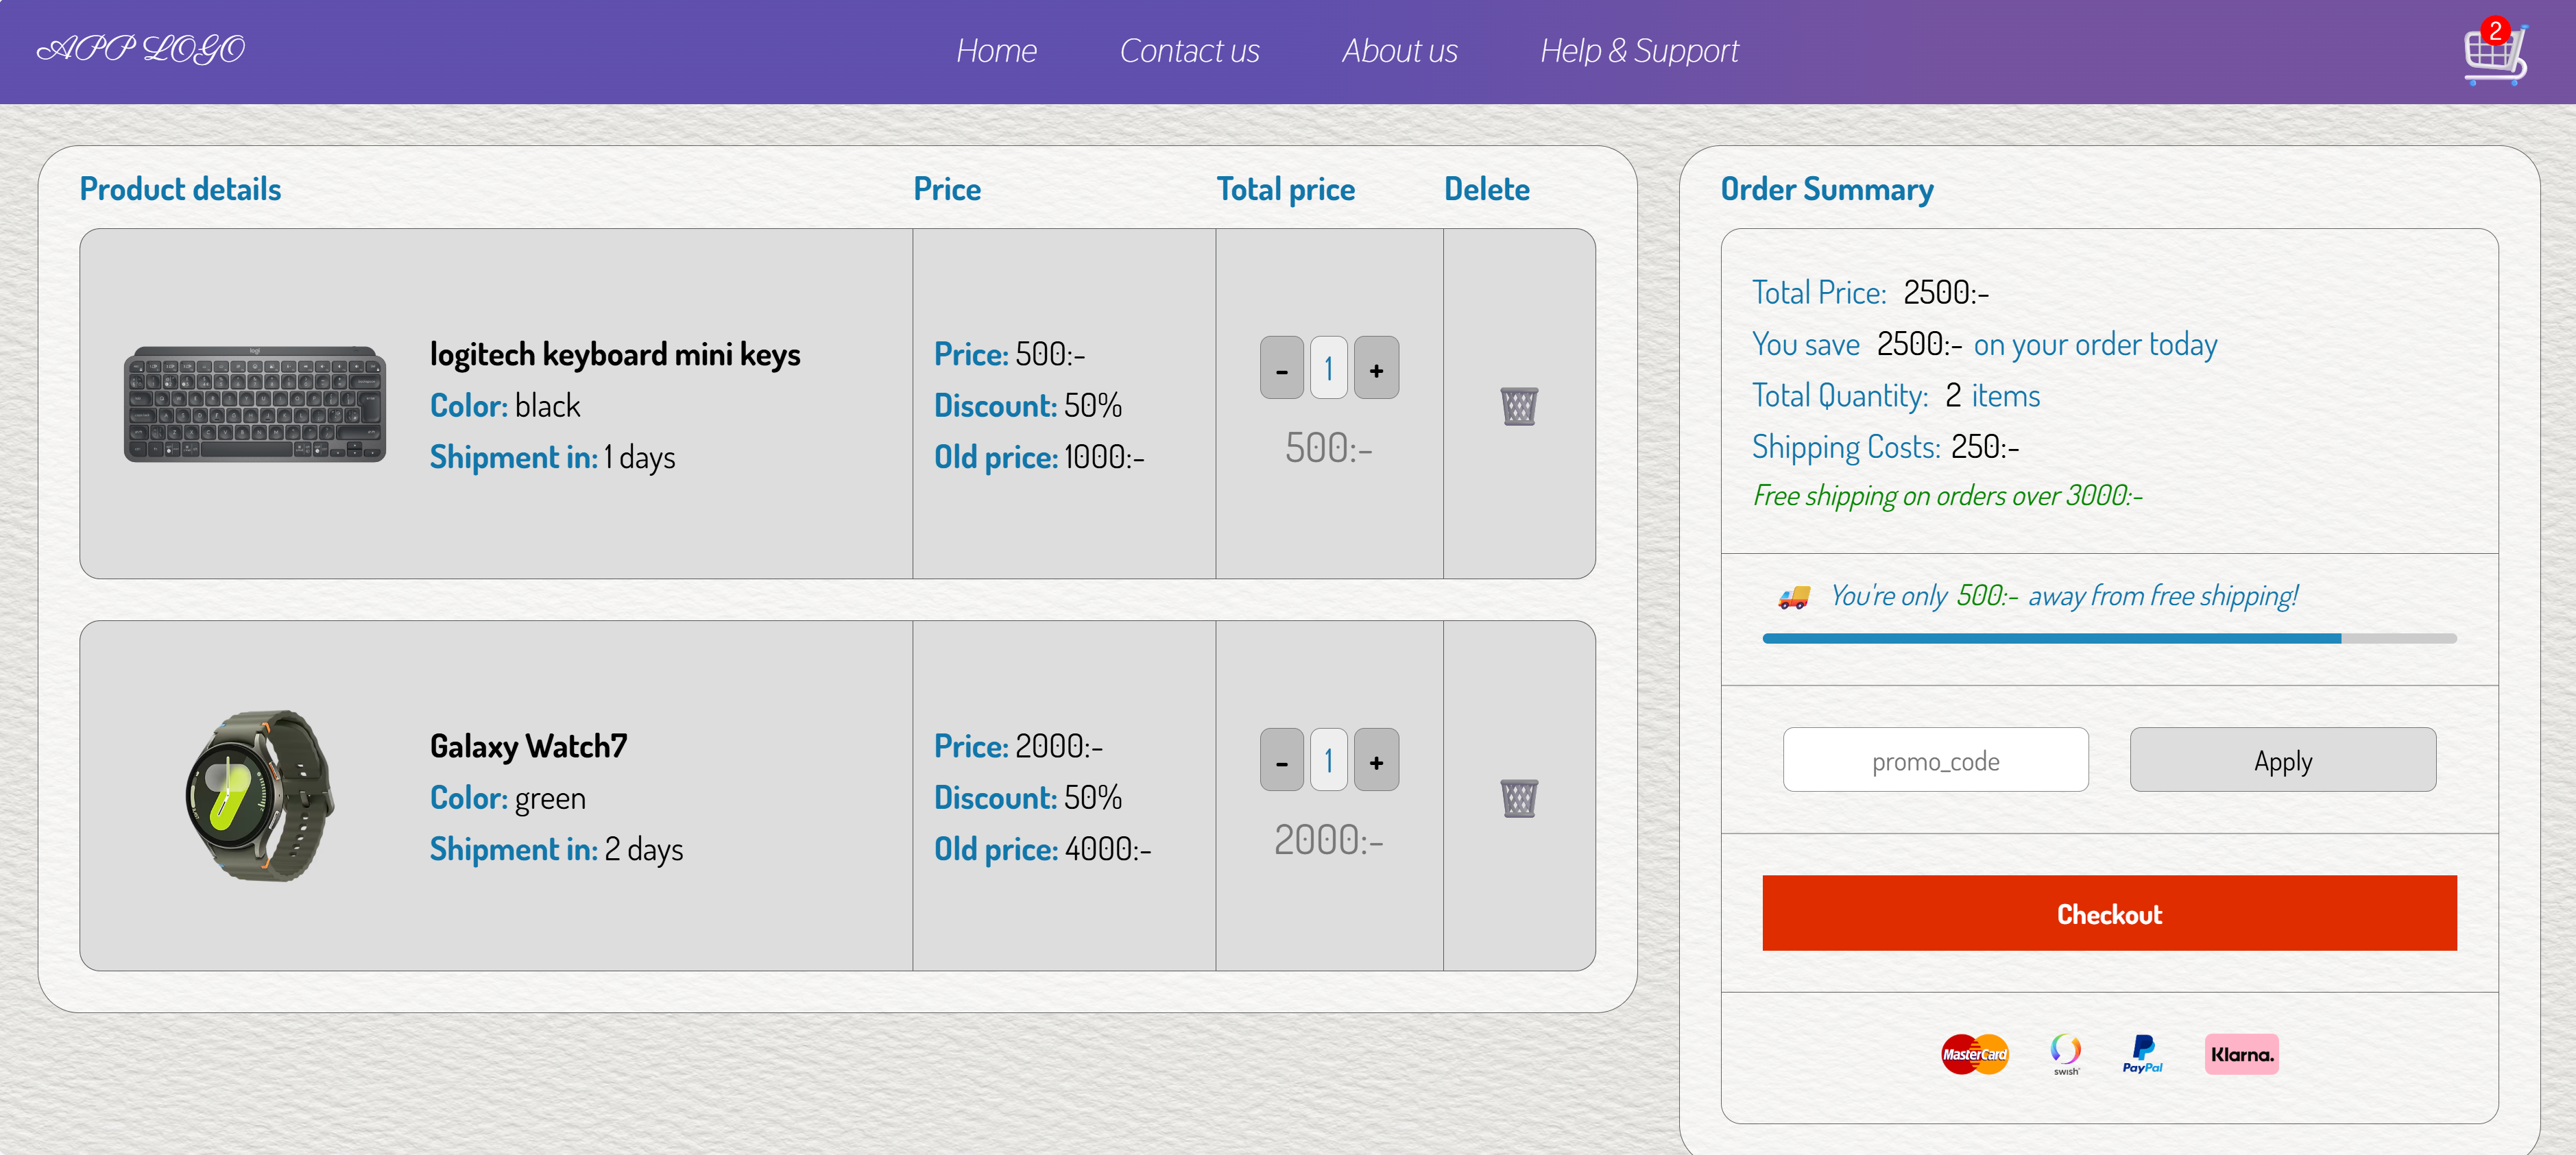 APP LOGO
Home
Contact us
About us
Help & Support
2
Product details
Price
Total price
Delete
logitech keyboard mini keys
Color: black
Shipment in: 1 days
Price: 500:-
Discount: 50%
Old price: 1000:-
- 1 +
500:-
Galaxy Watch7
Color: green
Shipment in: 2 days
Price: 2000:-
Discount: 50%
Old price: 4000:-
- 1 +
2000:-
Order Summary
Total Price: 2500:-
You save 2500:- on your order today
Total Quantity: 2 items
Shipping Costs: 250:-
Free shipping on orders over 3000:-
You're only 500:- away from free shipping!
promo_code
Apply
Checkout
MasterCard
swish
PayPal
Klarna.